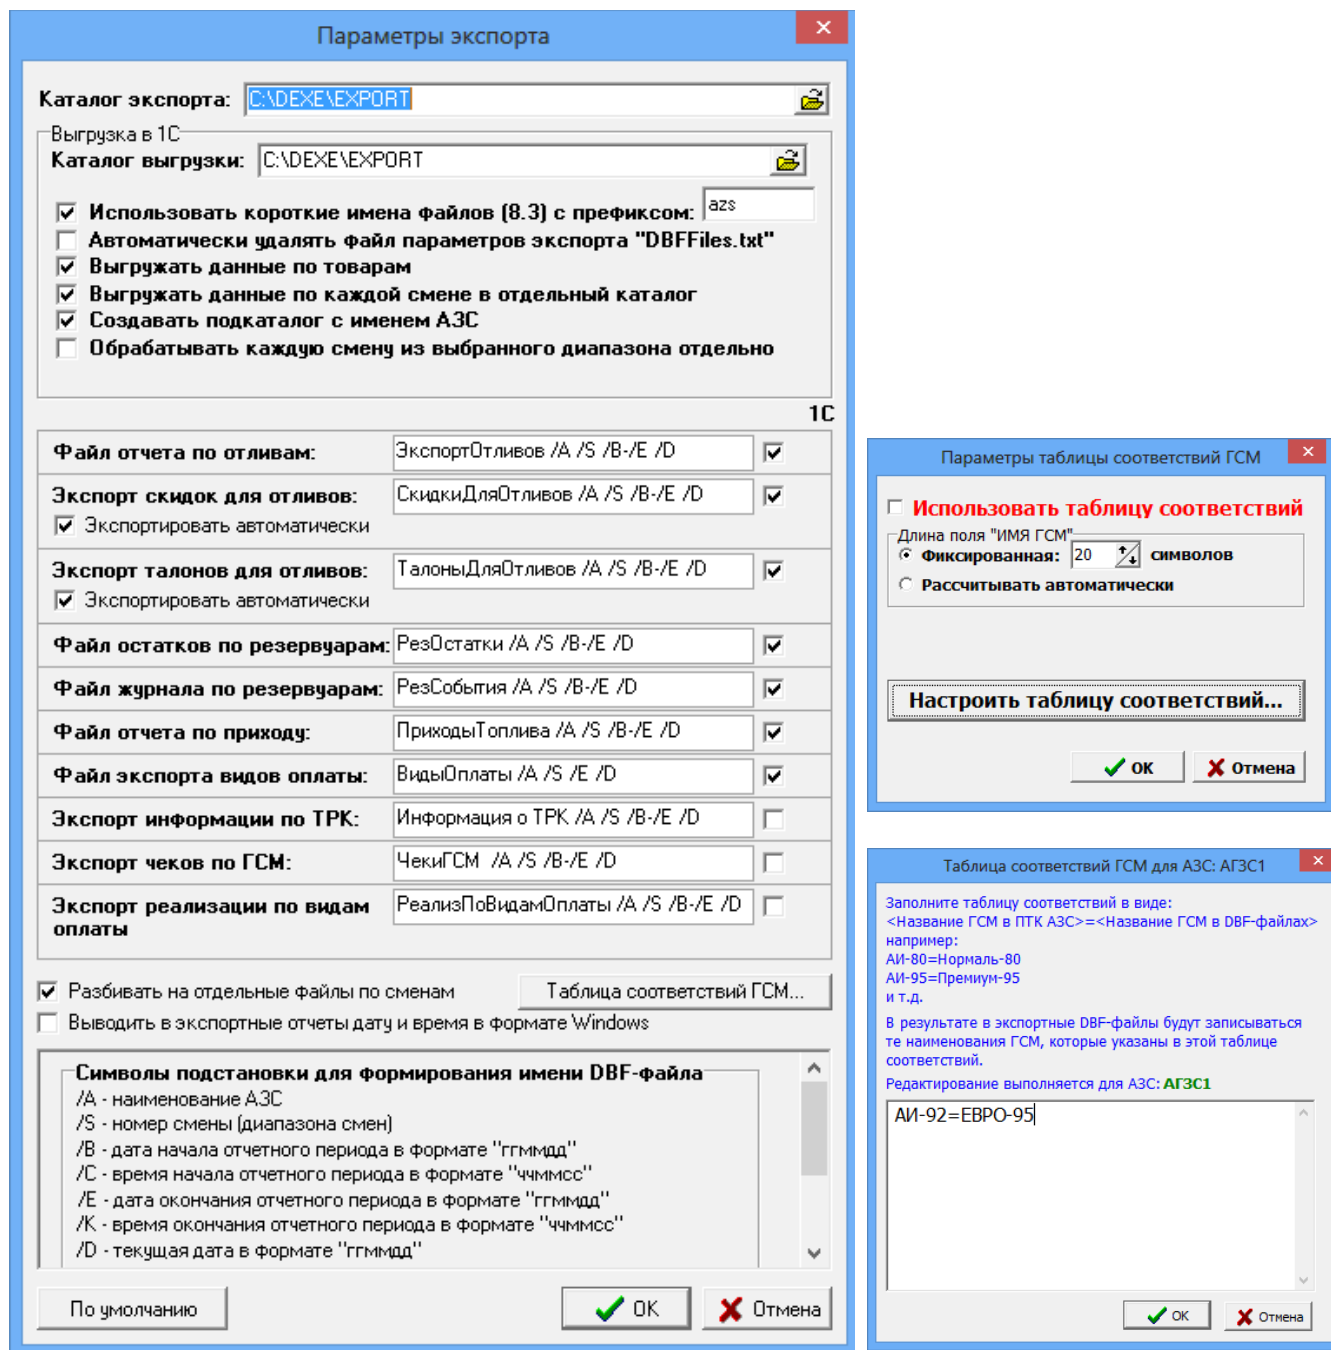 Параметры экспорта
Каталог экспорта: C:\DEXE\EXPORT
Выгрузка в 1С
Каталог выгрузки: C:\DEXE\EXPORT
Использовать короткие имена файлов (8.3) с префиксом: azs
Автоматически удалять файл параметров экспорта "DBFFiles.txt"
Выгружать данные по товарам
Выгружать данные по каждой смене в отдельный каталог
Создавать подкаталог с именем АЗС
Обрабатывать каждую смену из выбранного диапазона отдельно
1С
Файл отчета по отливам: ЭкспортОтливов /A /S /B-/E /D
Экспорт скидок для отливов: СкидкиДляОтливов /A /S /B-/E /D
Экспортировать автоматически
Экспорт талонов для отливов: ТалоныДляОтливов /A /S /B-/E /D
Экспортировать автоматически
Файл остатков по резервуарам: РезОстатки /A /S /B-/E /D
Файл журнала по резервуарам: РезСобытия /A /S /B-/E /D
Файл отчета по приходу: ПриходыТоплива /A /S /B-/E /D
Файл экспорта видов оплаты: ВидыОплаты /A /S /E /D
Экспорт информации по ТРК: Информация о ТРК /A /S /B-/E /D
Экспорт чеков по ГСМ: ЧекиГСМ  /A /S /B-/E /D
Экспорт реализации по видам РеализПоВидамОплаты /A /S /B-/E /D
оплаты
Разбивать на отдельные файлы по сменам Таблица соответствий ГСМ...
Выводить в экспортные отчеты дату и время в формате Windows
Символы подстановки для формирования имени DBF-файла
/A - наименование АЗС
/S - номер смены (диапазона смен)
/B - дата начала отчетного периода в формате "ггммдд"
/C - время начала отчетного периода в формате "ччммсс"
/E - дата окончания отчетного периода в формате "ггммдд"
/K - время окончания отчетного периода в формате "ччммсс"
/D - текущая дата в формате "ггммдд"
По умолчанию OK Отмена
Параметры таблицы соответствий ГСМ
Использовать таблицу соответствий
Длина поля "ИМЯ ГСМ"
Фиксированная: 20 символов
Рассчитывать автоматически
Настроить таблицу соответствий...
OK Отмена
Таблица соответствий ГСМ для АЗС: АГЗС1
Заполните таблицу соответствий в виде:
<Название ГСМ в ПТК АЗС>=<Название ГСМ в DBF-файлах>
например:
АИ-80=Нормаль-80
АИ-95=Премиум-95
и т.д.
В результате в экспортные DBF-файлы будут записываться
те наименования ГСМ, которые указаны в этой таблице
соответствий.
Редактирование выполняется для АЗС: АГЗС1
АИ-92=ЕВРО-95
OK Отмена